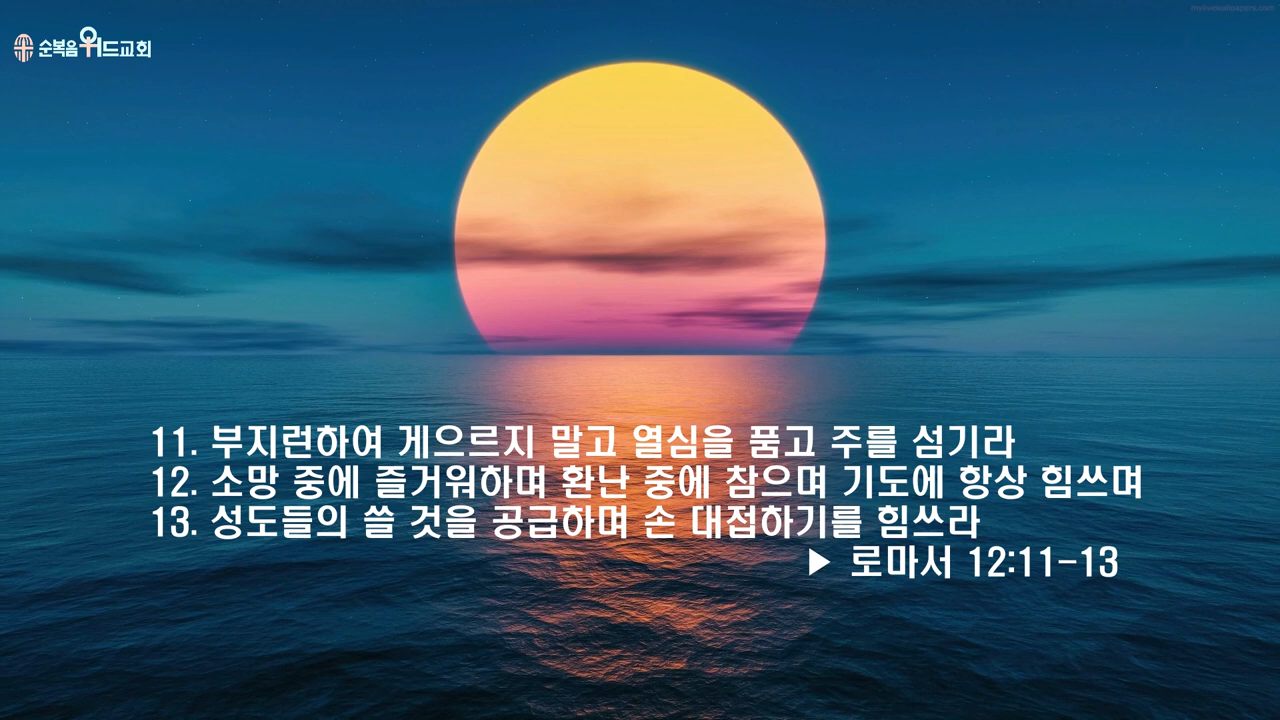 mylivewallpapers.com
순복음워드교회
11. 부지런하여 게으르지 말고 열심을 품고 주를 섬기라
12. 소망 중에 즐거워하며 환난 중에 참으며 기도에 항상 힘쓰며
13. 성도들의 쓸 것을 공급하며 손 대접하기를 힘쓰라
▶ 로마서 12:11-13